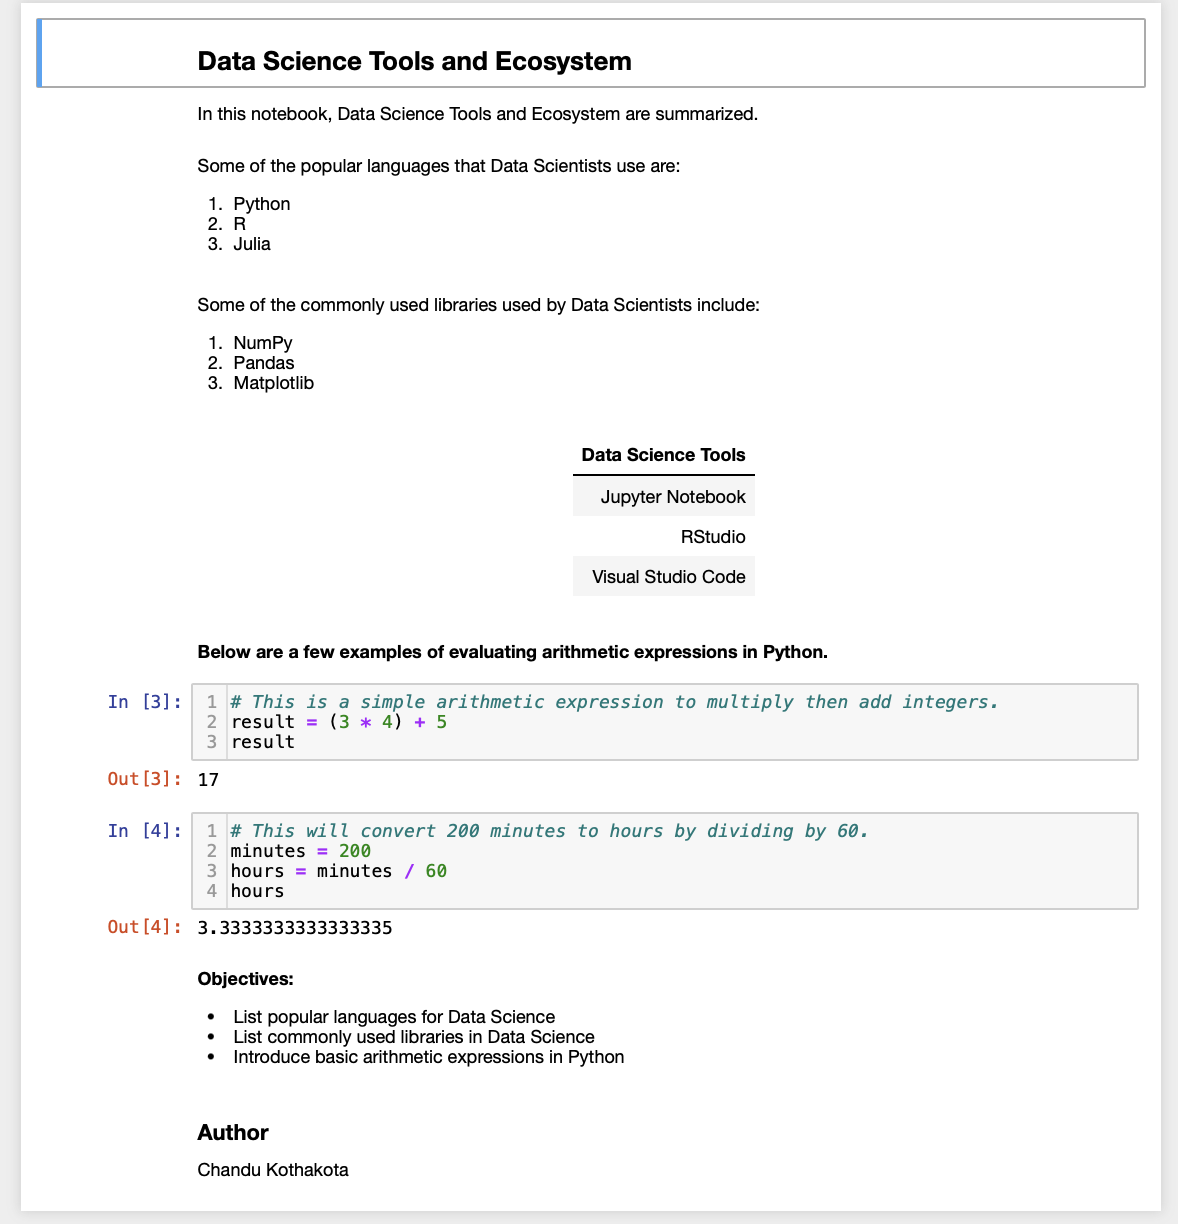 Data Science Tools and Ecosystem
In this notebook, Data Science Tools and Ecosystem are summarized.
Some of the popular languages that Data Scientists use are:
1. Python
2. R
3. Julia
Some of the commonly used libraries used by Data Scientists include:
1. NumPy
2. Pandas
3. Matplotlib
Data Science Tools
Jupyter Notebook
RStudio
Visual Studio Code
Below are a few examples of evaluating arithmetic expressions in Python.
In [3]: 1 # This is a simple arithmetic expression to multiply then add integers.
2 result = (3 * 4) + 5
3 result
Out[3]: 17
In [4]: 1 # This will convert 200 minutes to hours by dividing by 60.
2 minutes = 200
3 hours = minutes / 60
4 hours
Out[4]: 3.3333333333333335
Objectives:
• List popular languages for Data Science
• List commonly used libraries in Data Science
• Introduce basic arithmetic expressions in Python
Author
Chandu Kothakota